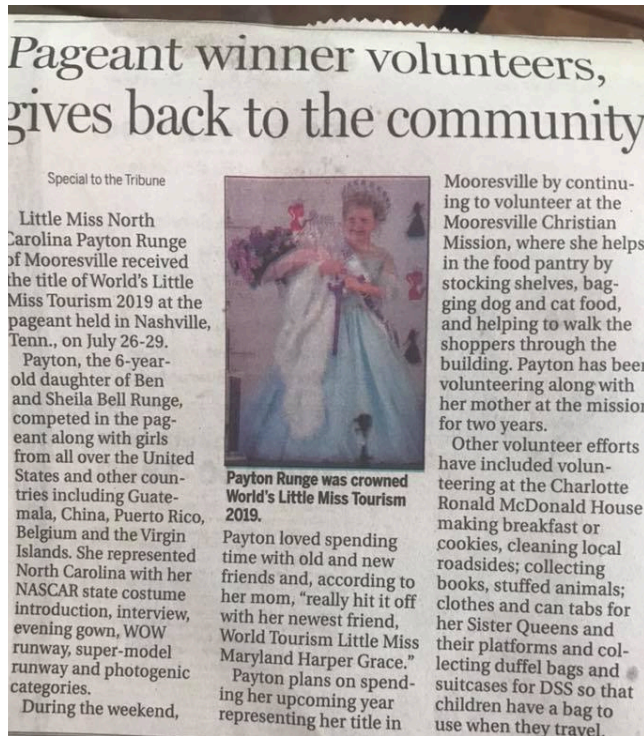 Pageant winner volunteers,
gives back to the community
Special to the Tribune
Little Miss North
Carolina Payton Runge
of Mooresville received
the title of World's Little
Miss Tourism 2019 at the
pageant held in Nashville,
Tenn., on July 26-29.
Payton, the 6-year-
old daughter of Ben
and Sheila Bell Runge,
competed in the pag-
eant along with girls
from all over the United
States and other coun-
tries including Guate-
mala, China, Puerto Rico,
Belgium and the Virgin
Islands. She represented
North Carolina with her
NASCAR state costume
introduction, interview,
evening gown, WOW
runway, super-model
runway and photogenic
categories.
During the weekend,
Payton Runge was crowned
World's Little Miss Tourism
2019.
Payton loved spending
time with old and new
friends and, according to
her mom, “really hit it off
with her newest friend,
World Tourism Little Miss
Maryland Harper Grace.”
Payton plans on spend-
ing her upcoming year
representing her title in
Mooresville by continu-
ing to volunteer at the
Mooresville Christian
Mission, where she helps
in the food pantry by
stocking shelves, bag-
ging dog and cat food,
and helping to walk the
shoppers through the
building. Payton has been
volunteering along with
her mother at the mission
for two years.
Other volunteer efforts
have included volun-
teering at the Charlotte
Ronald McDonald House
making breakfast or
cookies, cleaning local
roadsides; collecting
books, stuffed animals;
clothes and can tabs for
her Sister Queens and
their platforms and col-
lecting duffel bags and
suitcases for DSS so that
children have a bag to
use when they travel.